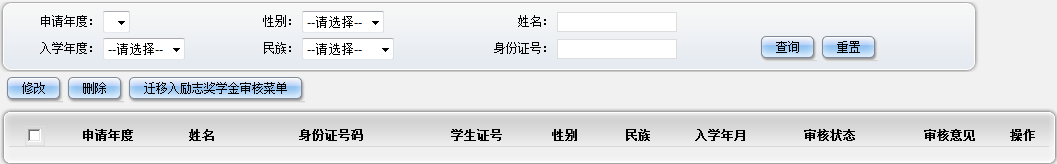 申请年度： 性别： --请选择-- 姓名：
入学年度： --请选择-- 民族： --请选择-- 身份证号： 查询 重置
修改 删除 迁移入励志奖学金审核菜单
申请年度 姓名 身份证号码 学生证号 性别 民族 入学年月 审核状态 审核意见 操作